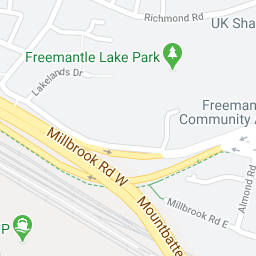 Richmond Rd
UK Sha
Freemantle Lake Park
Lakelands Dr
Freeman
Community A
Millbrook Rd W
Mountbatte
Millbrook Rd E
Almond Rd
P